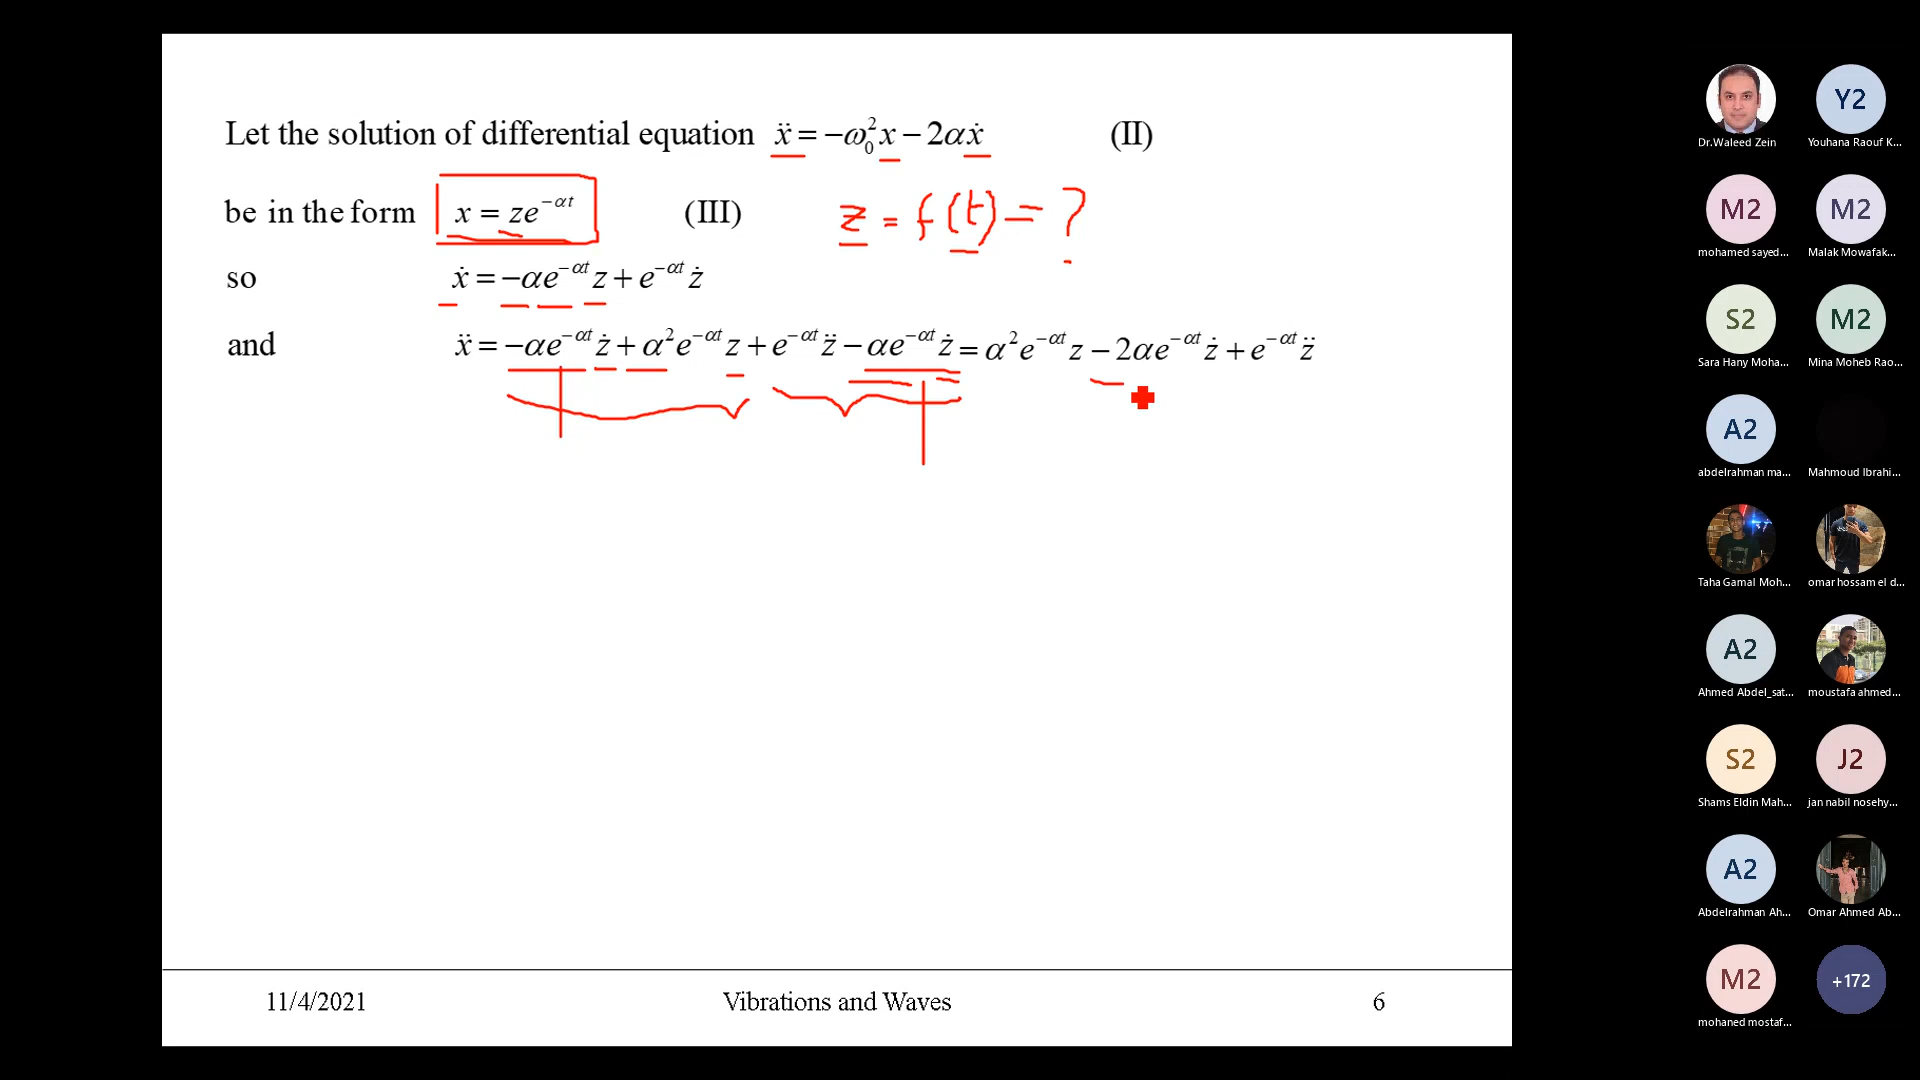 Let the solution of differential equation ẍ = −ω₀²x − 2αẋ (II)
be in the form x = ze^{−αt} (III) z = f(t) = ?
so ẋ = −αe^{−αt}z + e^{−αt}ż
and ẍ = −αe^{−αt}ż + α²e^{−αt}z + e^{−αt}z̈ − αe^{−αt}ż = α²e^{−αt}z − 2αe^{−αt}ż + e^{−αt}z̈
11/4/2021 Vibrations and Waves 6
Y2
Dr.Waleed Zein Youhana Raouf K...
M2 M2
mohamed sayed... Malak Mowafak...
S2 M2
Sara Hany Moha... Mina Moheb Rao...
A2
abdelrahman ma... Mahmoud Ibrahi...
Taha Gamal Moh... omar hossam el d...
A2
Ahmed Abdel_sat... moustafa ahmed...
S2 J2
Shams Eldin Mah... jan nabil nosehy...
A2
Abdelrahman Ah... Omar Ahmed Ab...
M2 +172
mohaned mostaf...